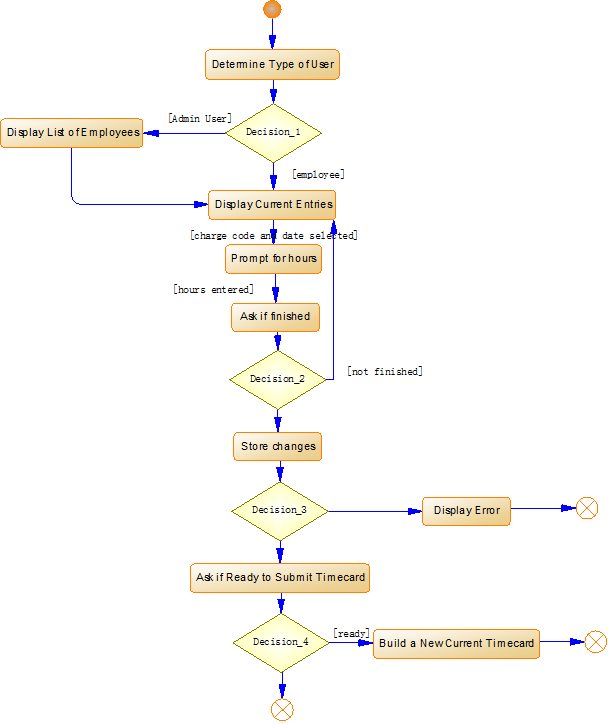 Determine Type of User
[Admin User]
Decision_1
Display List of Employees
[employee]
Display Current Entries
[charge code and date selected]
Prompt for hours
[hours entered]
Ask if finished
[not finished]
Decision_2
Store changes
Decision_3
Display Error
Ask if Ready to Submit Timecard
[ready]
Decision_4
Build a New Current Timecard